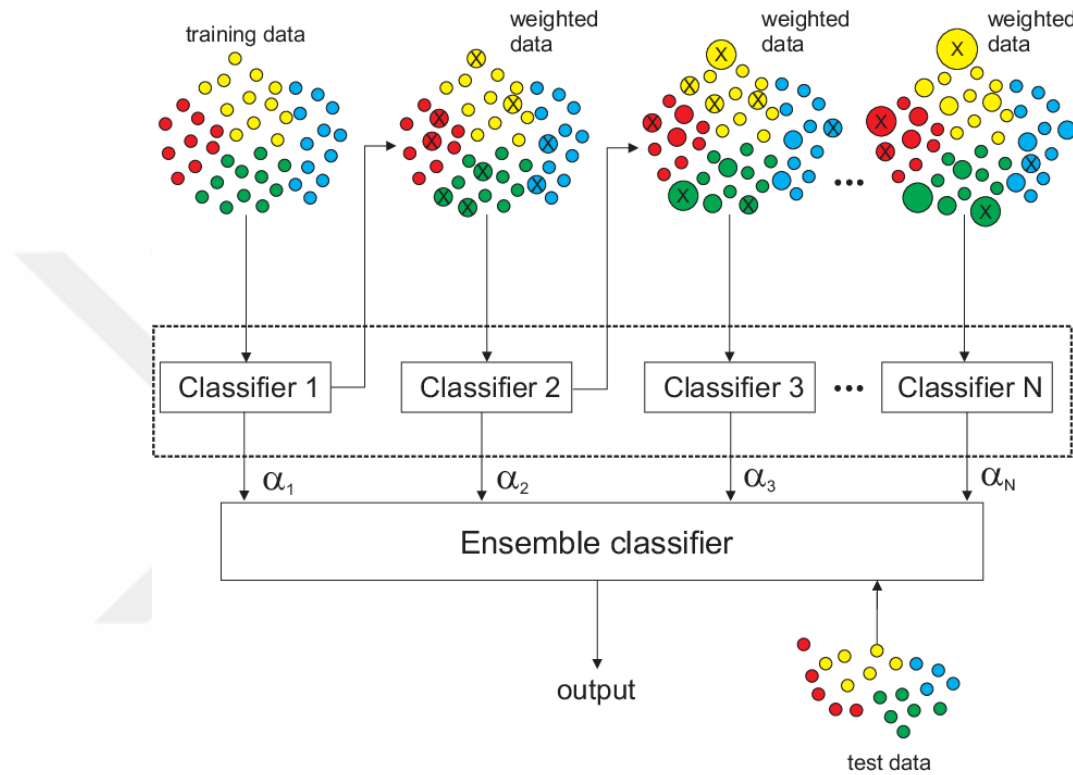 training data
weighted
data
weighted
data
weighted
data
X X X X X X X X X
X X X X X X X X
X X X X X
...
Classifier 1
Classifier 2
Classifier 3
...
Classifier N
α1
α2
α3
αN
Ensemble classifier
output
test data